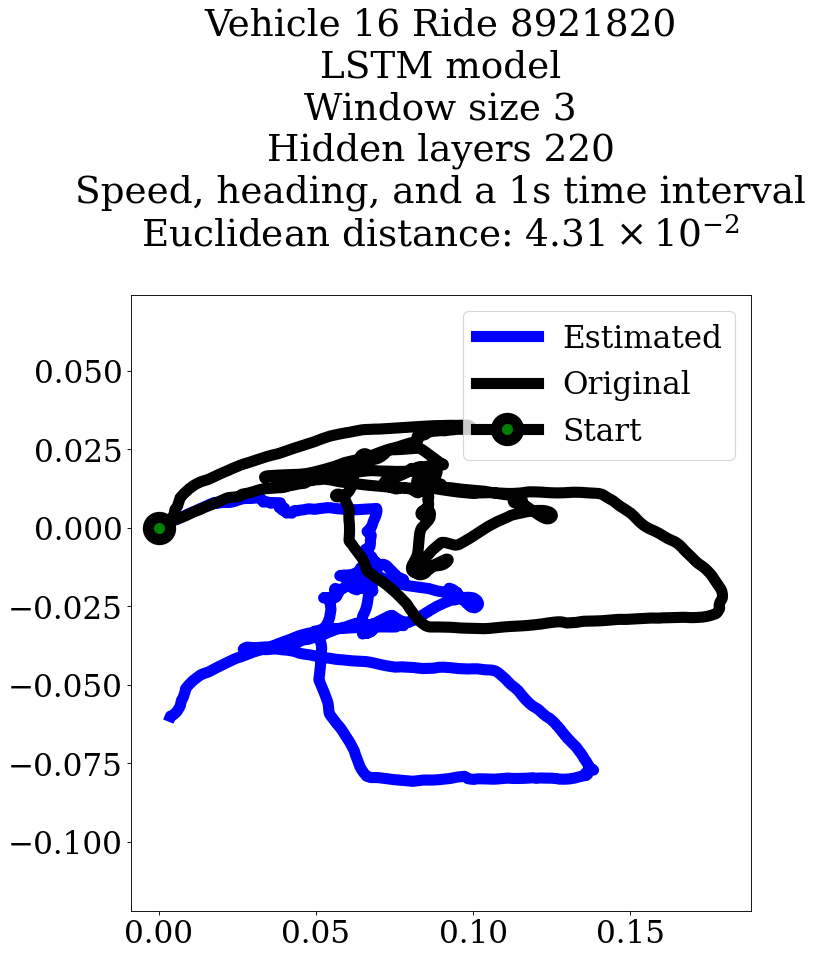 Vehicle 16 Ride 8921820
LSTM model
Window size 3
Hidden layers 220
Speed, heading, and a 1s time interval
Euclidean distance: 4.31 × 10⁻²
Estimated
Original
Start
0.050
0.025
0.000
−0.025
−0.050
−0.075
−0.100
0.00 0.05 0.10 0.15